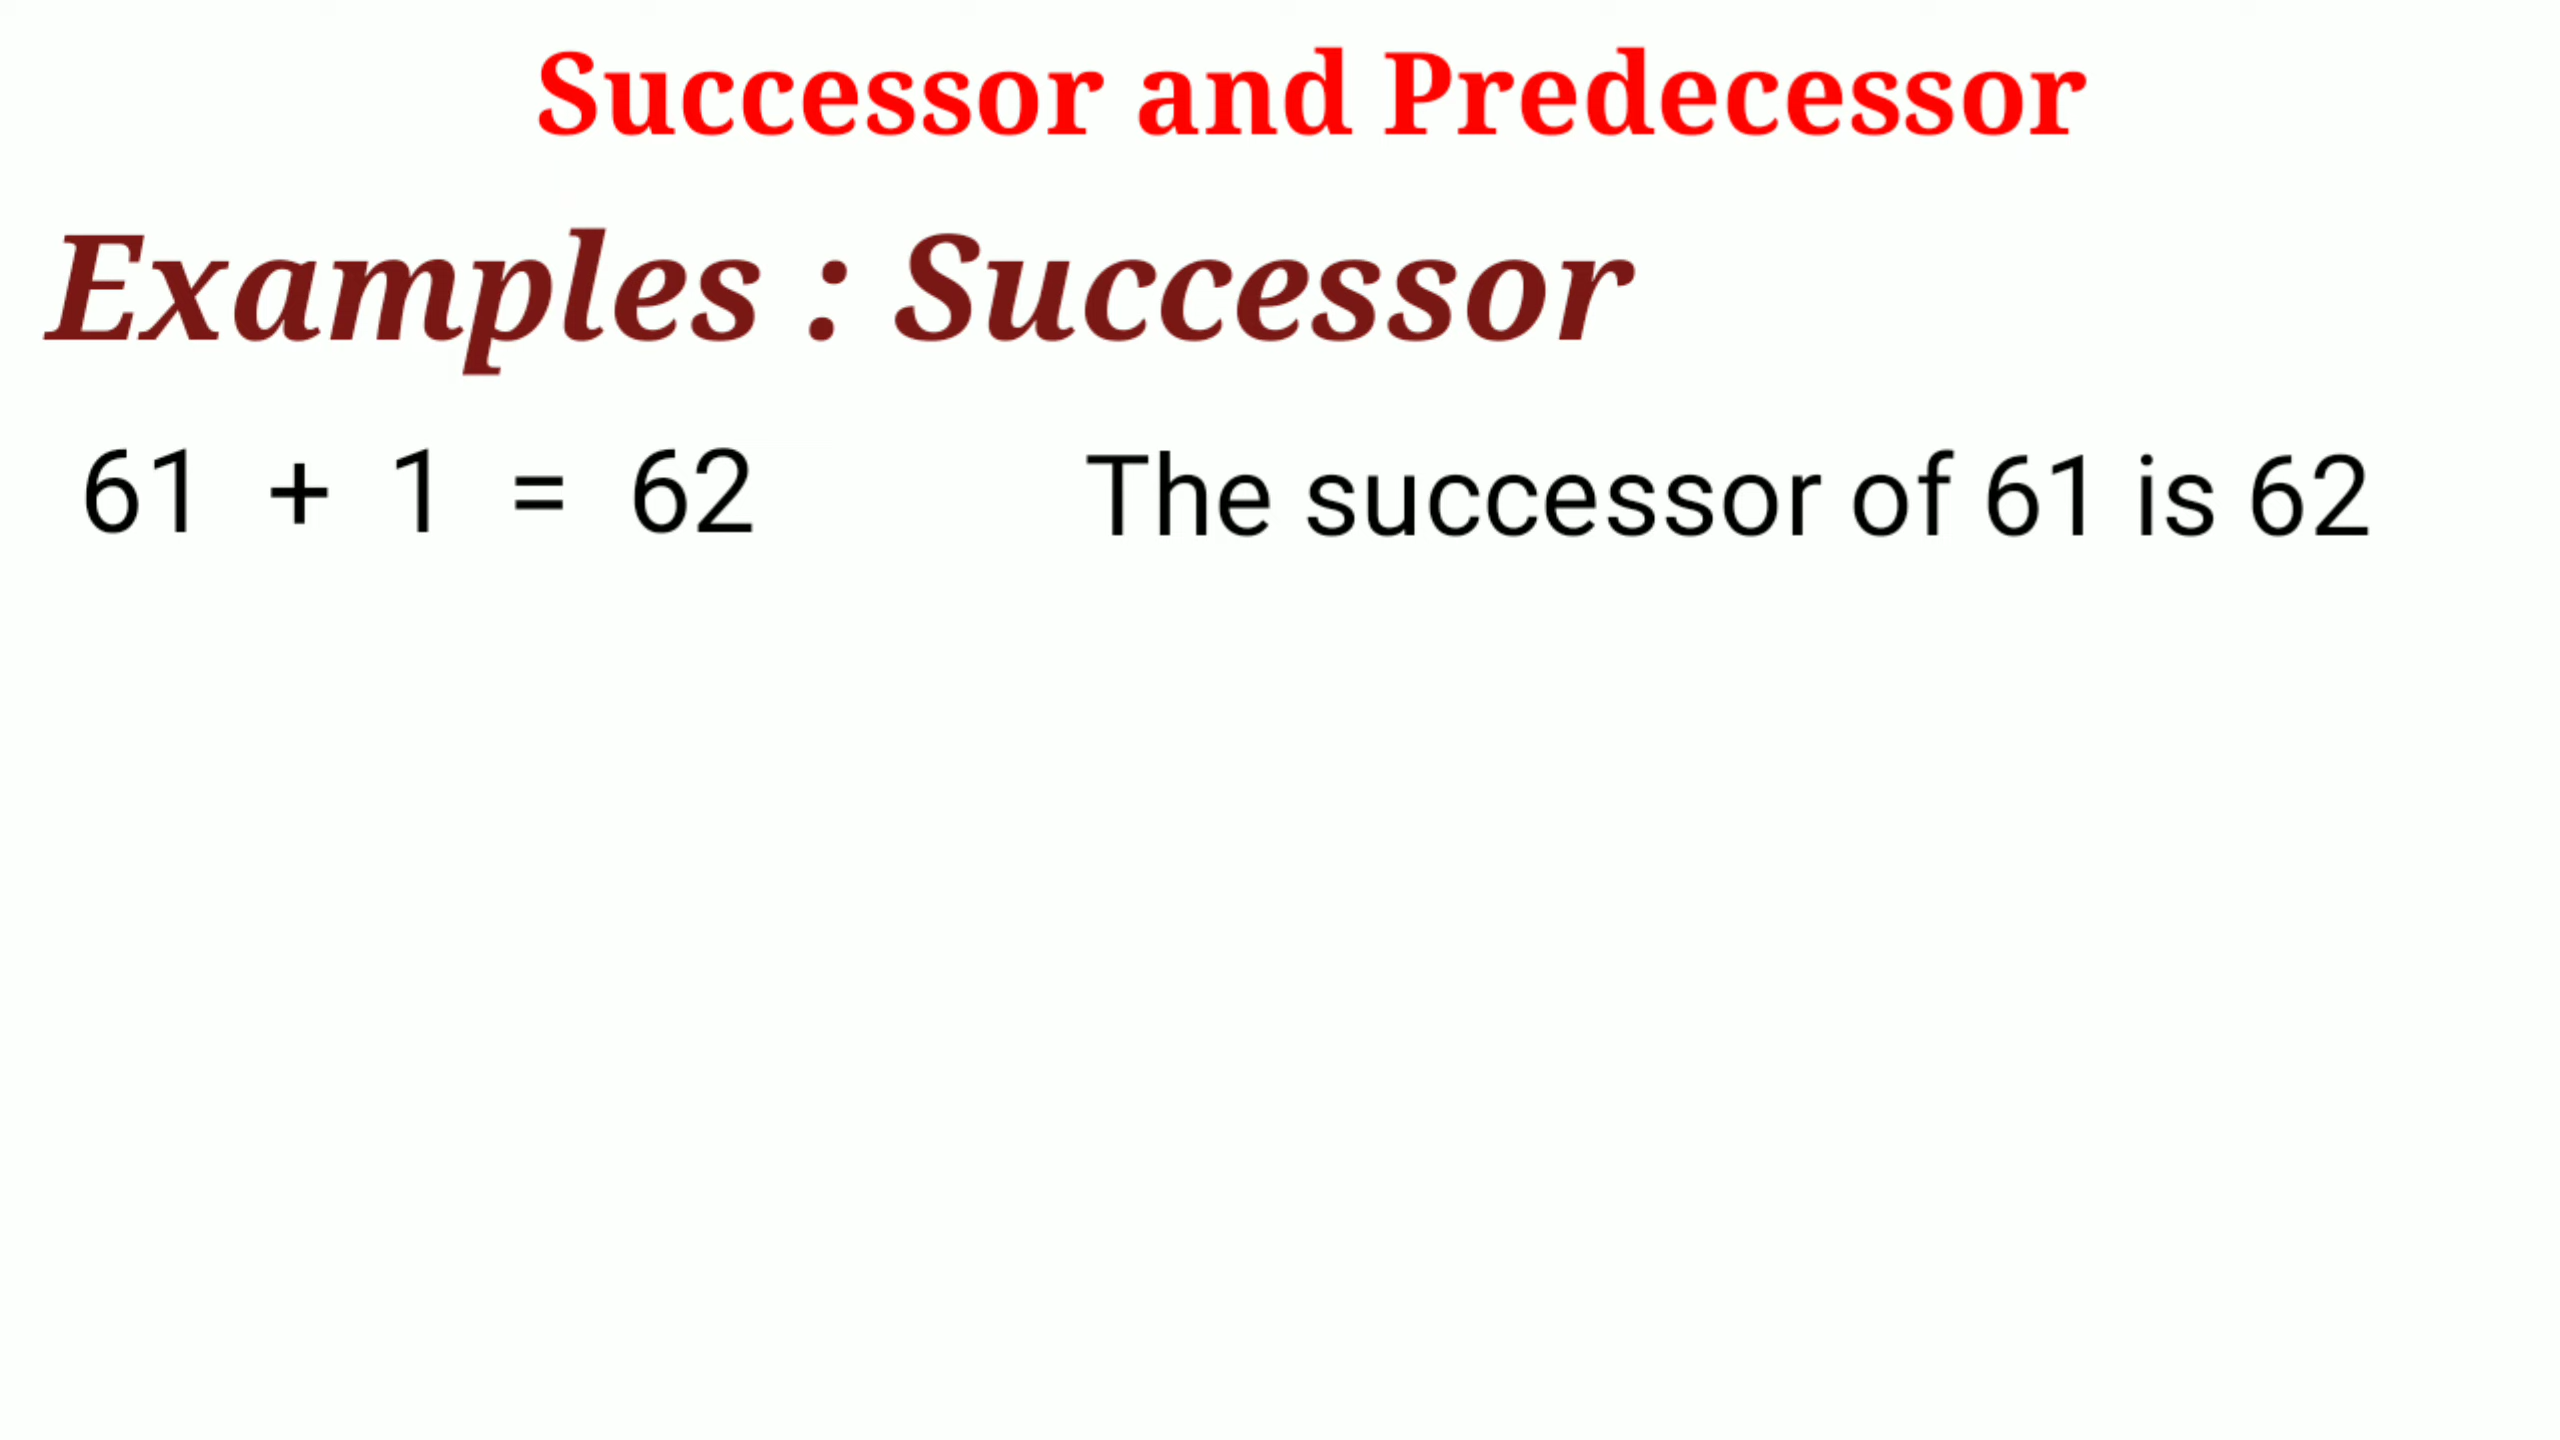 Successor and Predecessor
Examples : Successor
61 + 1 = 62 The successor of 61 is 62